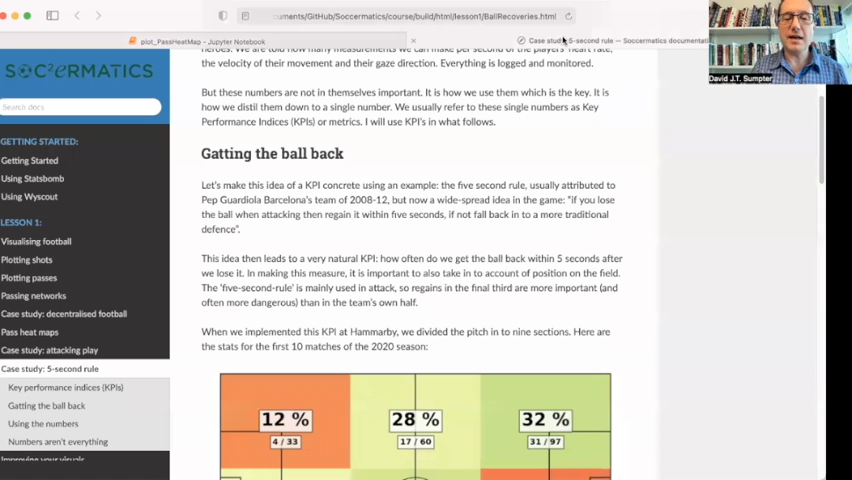 cuments/GitHub/Soccermatics/course/build/html/lesson1/BallRecoveries.html
plot_PassHeatMap - Jupyter Notebook
Case study: 5-second rule — Soccermatics documentati
David J.T. Sumpter
SOC²ERMATICS
Search docs
GETTING STARTED:
Getting Started
Using Statsbomb
Using Wyscout
LESSON 1:
Visualising football
Plotting shots
Plotting passes
Passing networks
Case study: decentralised football
Pass heat maps
Case study: attacking play
Case study: 5-second rule
Key performance indices (KPIs)
Gatting the ball back
Using the numbers
Numbers aren't everything
Improving your visuals
heroes. We are told how many measurements we can make per second of the players heart rate,
the velocity of their movement and their gaze direction. Everything is logged and monitored.
But these numbers are not in themselves important. It is how we use them which is the key. It is
how we distil them down to a single number. We usually refer to these single numbers as Key
Performance Indices (KPIs) or metrics. I will use KPI's in what follows.
Gatting the ball back
Let's make this idea of a KPI concrete using an example: the five second rule, usually attributed to
Pep Guardiola Barcelona's team of 2008-12, but now a wide-spread idea in the game: "if you lose
the ball when attacking then regain it within five seconds, if not fall back in to a more traditional
defence".
This idea then leads to a very natural KPI: how often do we get the ball back within 5 seconds after
we lose it. In making this measure, it is important to also take in to account of position on the field.
The 'five-second-rule' is mainly used in attack, so regains in the final third are more important (and
often more dangerous) than in the team's own half.
When we implemented this KPI at Hammarby, we divided the pitch in to nine sections. Here are
the stats for the first 10 matches of the 2020 season:
12 % 28 % 32 %
4 / 33 17 / 60 31 / 97